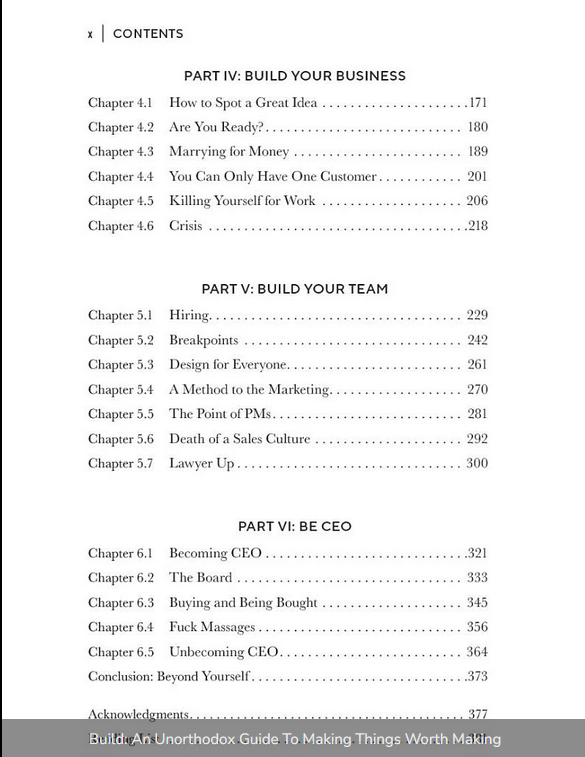 x | CONTENTS
PART IV: BUILD YOUR BUSINESS
Chapter 4.1 How to Spot a Great Idea . . . . . . . . . . . . . . . . . . . . .171
Chapter 4.2 Are You Ready?. . . . . . . . . . . . . . . . . . . . . . . . . . . . 180
Chapter 4.3 Marrying for Money . . . . . . . . . . . . . . . . . . . . . . . . 189
Chapter 4.4 You Can Only Have One Customer. . . . . . . . . . . . 201
Chapter 4.5 Killing Yourself for Work . . . . . . . . . . . . . . . . . . . . 206
Chapter 4.6 Crisis . . . . . . . . . . . . . . . . . . . . . . . . . . . . . . . . . .218
PART V: BUILD YOUR TEAM
Chapter 5.1 Hiring. . . . . . . . . . . . . . . . . . . . . . . . . . . . . . . . . . 229
Chapter 5.2 Breakpoints . . . . . . . . . . . . . . . . . . . . . . . . . . . . . 242
Chapter 5.3 Design for Everyone. . . . . . . . . . . . . . . . . . . . . . . . 261
Chapter 5.4 A Method to the Marketing. . . . . . . . . . . . . . . . . . 270
Chapter 5.5 The Point of PMs. . . . . . . . . . . . . . . . . . . . . . . . . . 281
Chapter 5.6 Death of a Sales Culture . . . . . . . . . . . . . . . . . . . . 292
Chapter 5.7 Lawyer Up . . . . . . . . . . . . . . . . . . . . . . . . . . . . . . 300
PART VI: BE CEO
Chapter 6.1 Becoming CEO . . . . . . . . . . . . . . . . . . . . . . . . . . .321
Chapter 6.2 The Board . . . . . . . . . . . . . . . . . . . . . . . . . . . . . . 333
Chapter 6.3 Buying and Being Bought . . . . . . . . . . . . . . . . . . . 345
Chapter 6.4 Fuck Massages . . . . . . . . . . . . . . . . . . . . . . . . . . . . 356
Chapter 6.5 Unbecoming CEO. . . . . . . . . . . . . . . . . . . . . . . . . 364
Conclusion: Beyond Yourself. . . . . . . . . . . . . . . . . . . . . . . . . . . .373
Acknowledgments. . . . . . . . . . . . . . . . . . . . . . . . . . . . . . . . . . 377
Build: An Unorthodox Guide To Making Things Worth Making